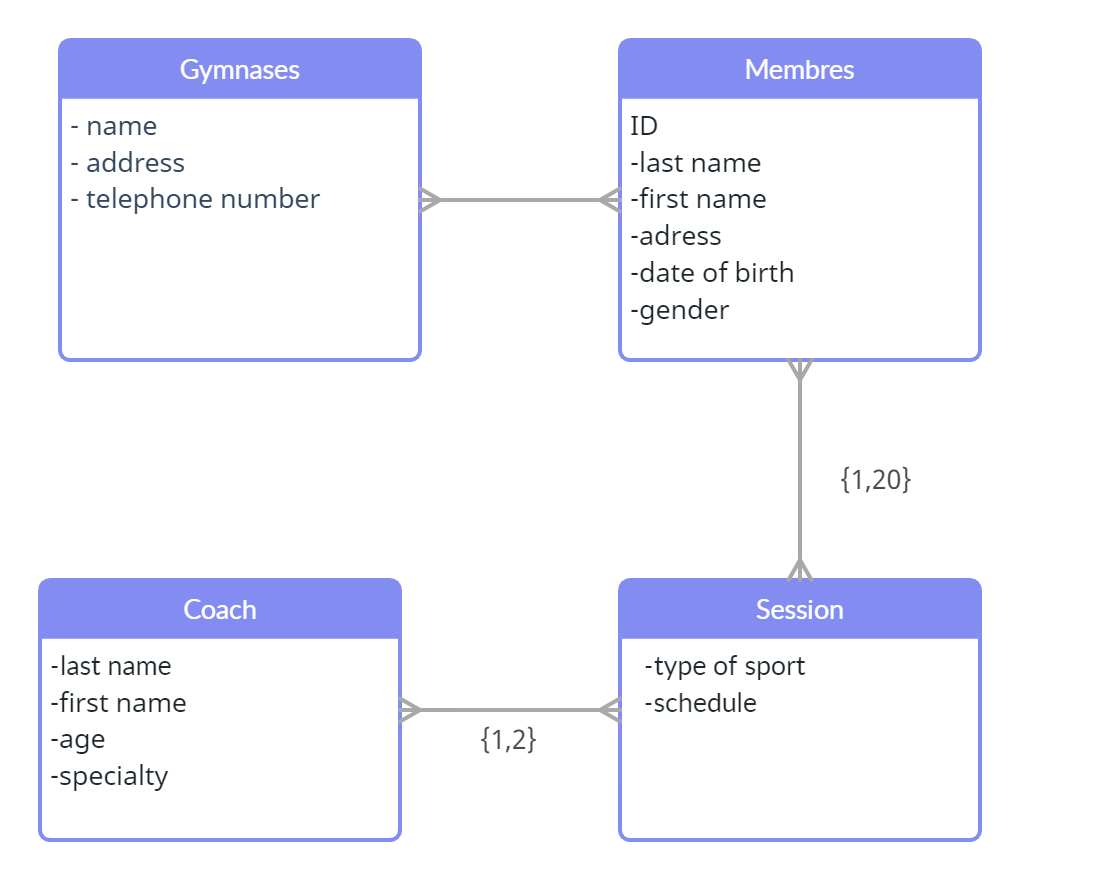 Gymnases
- name
- address
- telephone number
Membres
ID
-last name
-first name
-adress
-date of birth
-gender
{1,20}
Coach
-last name
-first name
-age
-specialty
{1,2}
Session
-type of sport
-schedule